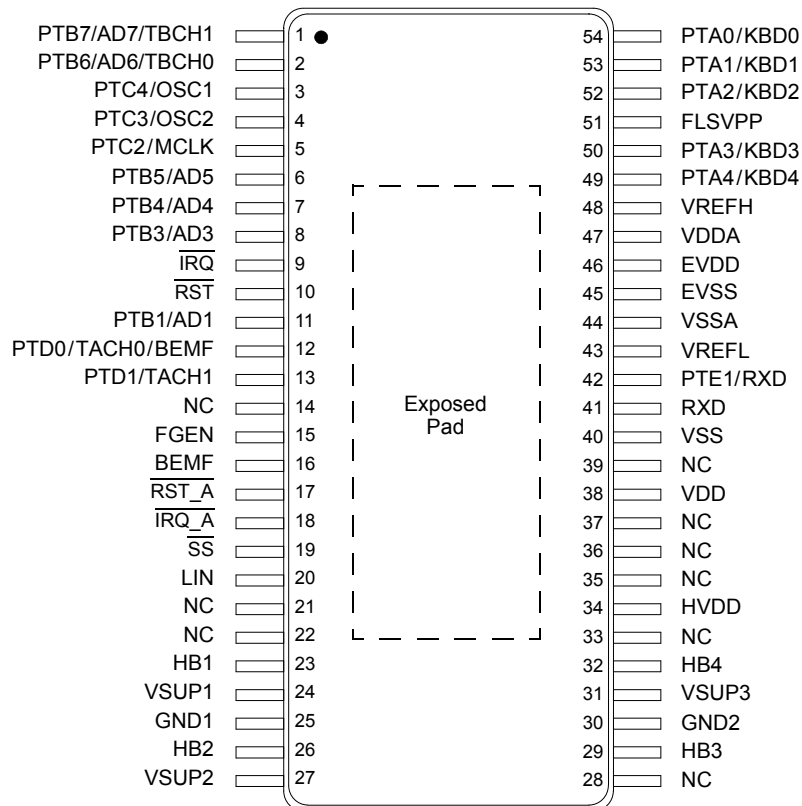 PTB7/AD7/TBCH1 1 54 PTA0/KBD0
PTB6/AD6/TBCH0 2 53 PTA1/KBD1
PTC4/OSC1 3 52 PTA2/KBD2
PTC3/OSC2 4 51 FLSVPP
PTC2/MCLK 5 50 PTA3/KBD3
PTB5/AD5 6 49 PTA4/KBD4
PTB4/AD4 7 48 VREFH
PTB3/AD3 8 47 VDDA
IRQ 9 46 EVDD
RST 10 45 EVSS
PTB1/AD1 11 44 VSSA
PTD0/TACH0/BEMF 12 43 VREFL
PTD1/TACH1 13 42 PTE1/RXD
NC 14 Exposed 41 RXD
Pad
FGEN 15 40 VSS
BEMF 16 39 NC
RST_A 17 38 VDD
IRQ_A 18 37 NC
SS 19 36 NC
LIN 20 35 NC
NC 21 34 HVDD
NC 22 33 NC
HB1 23 32 HB4
VSUP1 24 31 VSUP3
GND1 25 30 GND2
HB2 26 29 HB3
VSUP2 27 28 NC